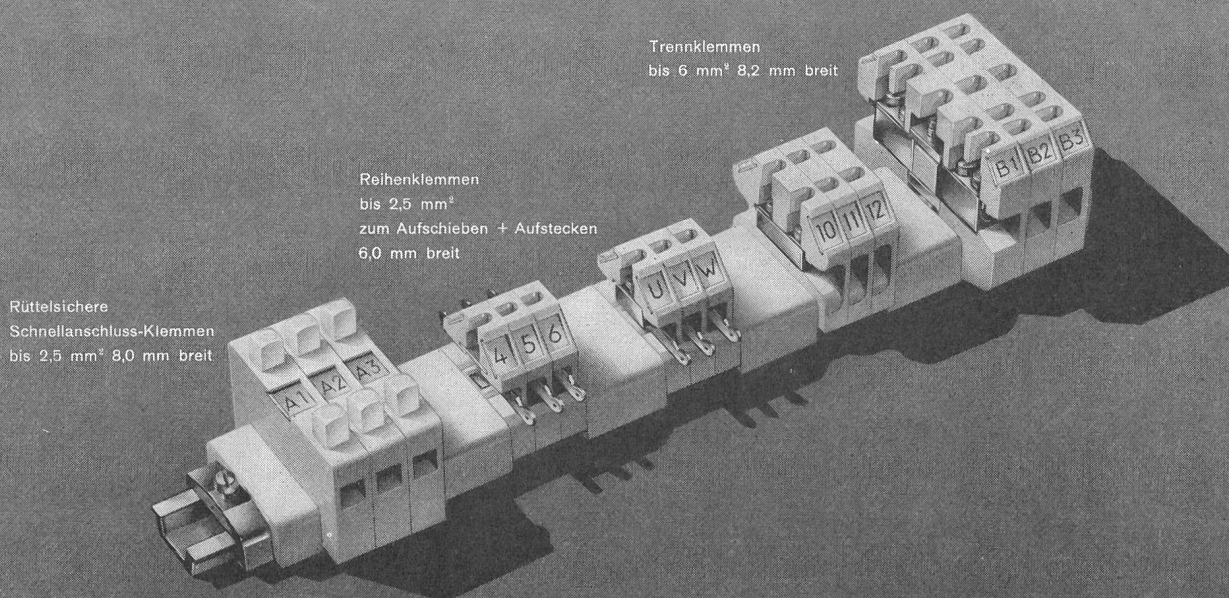 Trennklemmen
bis 6 mm² 8,2 mm breit
Reihenklemmen
bis 2,5 mm²
zum Aufschieben + Aufstecken
6,0 mm breit
Rüttelsichere
Schnellanschluss-Klemmen
bis 2,5 mm² 8,0 mm breit
B1 B2 B3
10 11 12
U V W
4 5 6
A1 A2 A3